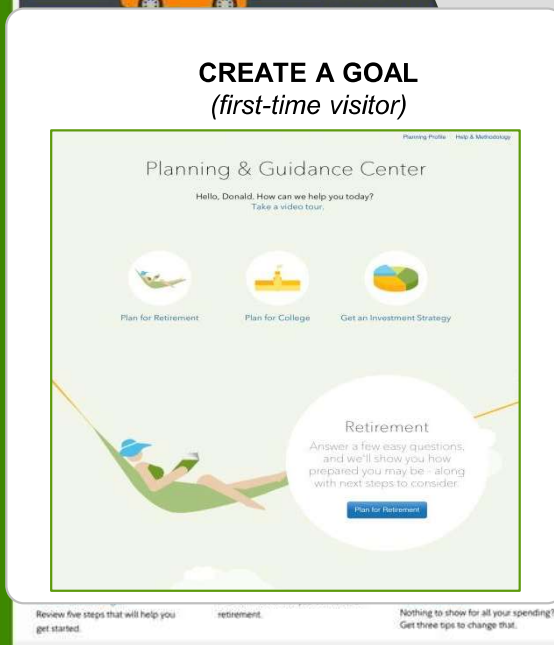 CREATE A GOAL
(first-time visitor)
Planning Profile | Help & Methodology
Planning & Guidance Center
Hello, Donald. How can we help you today?
Take a video tour.
Plan for Retirement
Plan for College
Get an Investment Strategy
Retirement
Answer a few easy questions,
and we'll show you how
prepared you may be - along
with next steps to consider.
Plan for Retirement
Review five steps that will help you
get started.
retirement.
Nothing to show for all your spending?
Get three tips to change that.